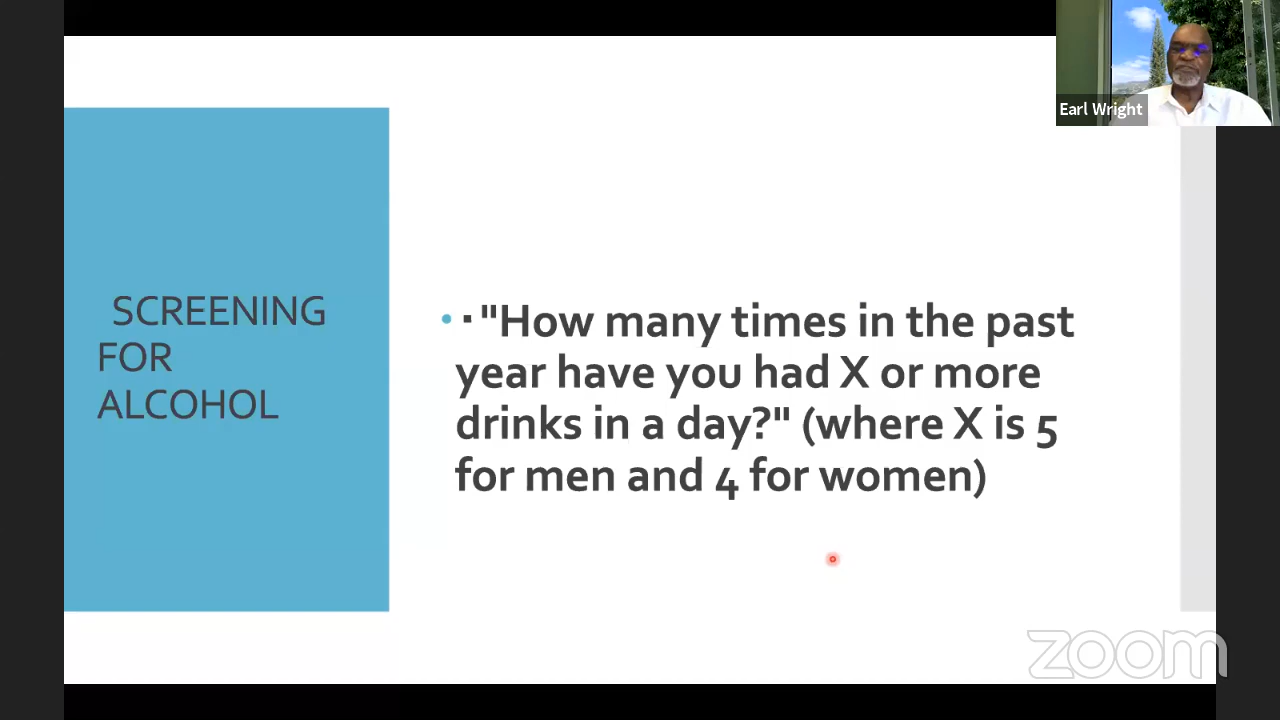 Earl Wright
SCREENING
FOR
ALCOHOL
• ▪ "How many times in the past
year have you had X or more
drinks in a day?" (where X is 5
for men and 4 for women)
zoom